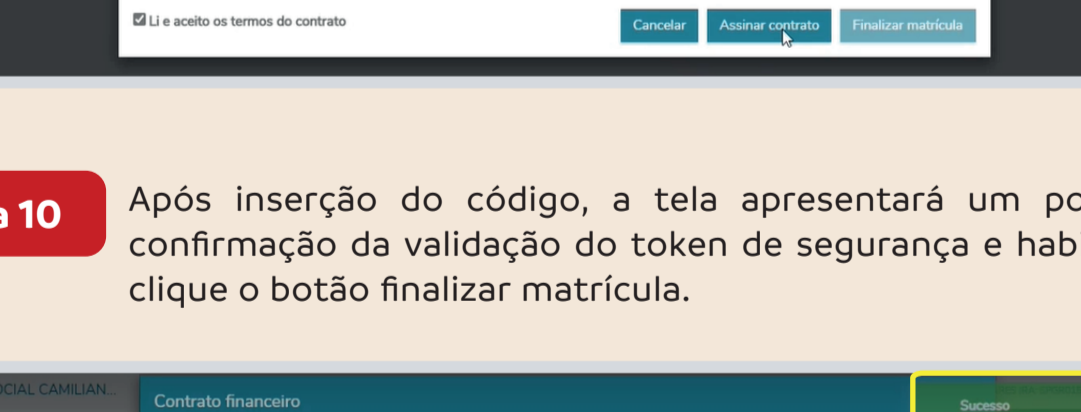 Li e aceito os termos do contrato
Cancelar Assinar contrato Finalizar matrícula
a 10
Após inserção do código, a tela apresentará um po
confirmação da validação do token de segurança e hab
clique o botão finalizar matrícula.
OCIAL CAMILIAN...
Contrato financeiro
Sucesso